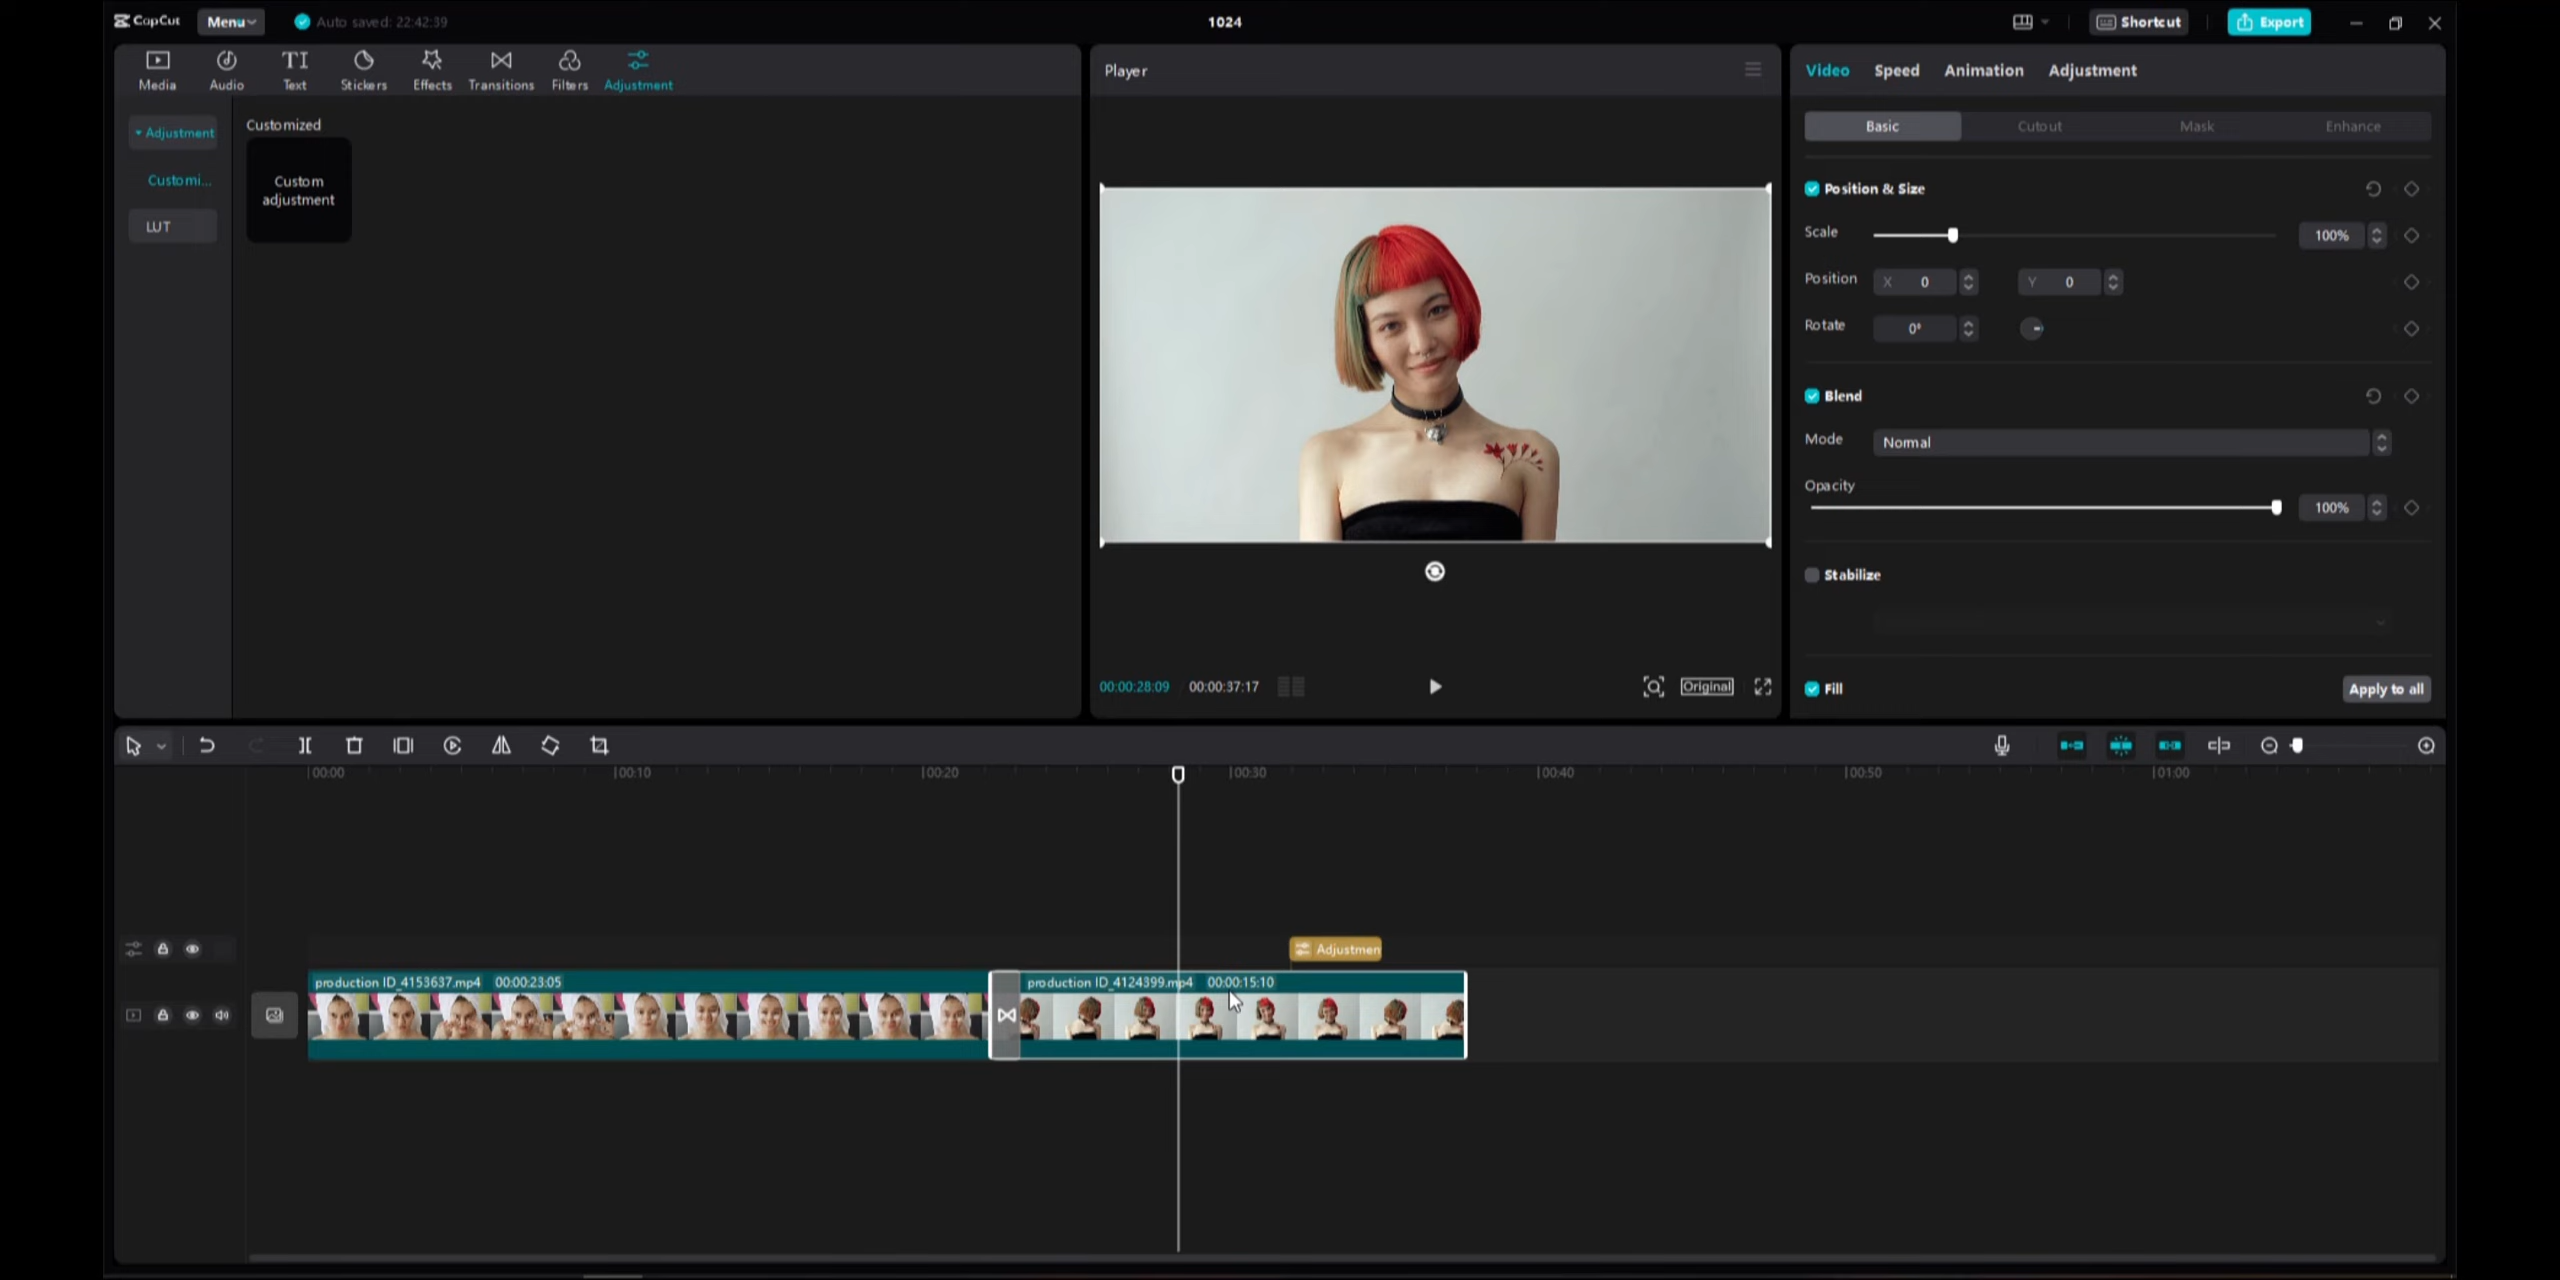 CapCut
Menu
Auto saved: 22:42:39
1024
Shortcut
Export
Media
Audio
Text
Stickers
Effects
Transitions
Filters
Adjustment
Adjustment
Customi...
LUT
Customized
Custom
adjustment
Player
00:00:28:09
00:00:37:17
Original
Video
Speed
Animation
Adjustment
Basic
Cutout
Mask
Enhance
Position & Size
Scale
100%
Position
X 0
Y 0
Rotate
0°
Blend
Mode
Normal
Opacity
100%
Stabilize
Fill
Apply to all
00:00
00:10
00:20
00:30
00:40
00:50
01:00
Adjustmen
production ID_4153637.mp4 00:00:23:05
production ID_4124399.mp4 00:00:15:10